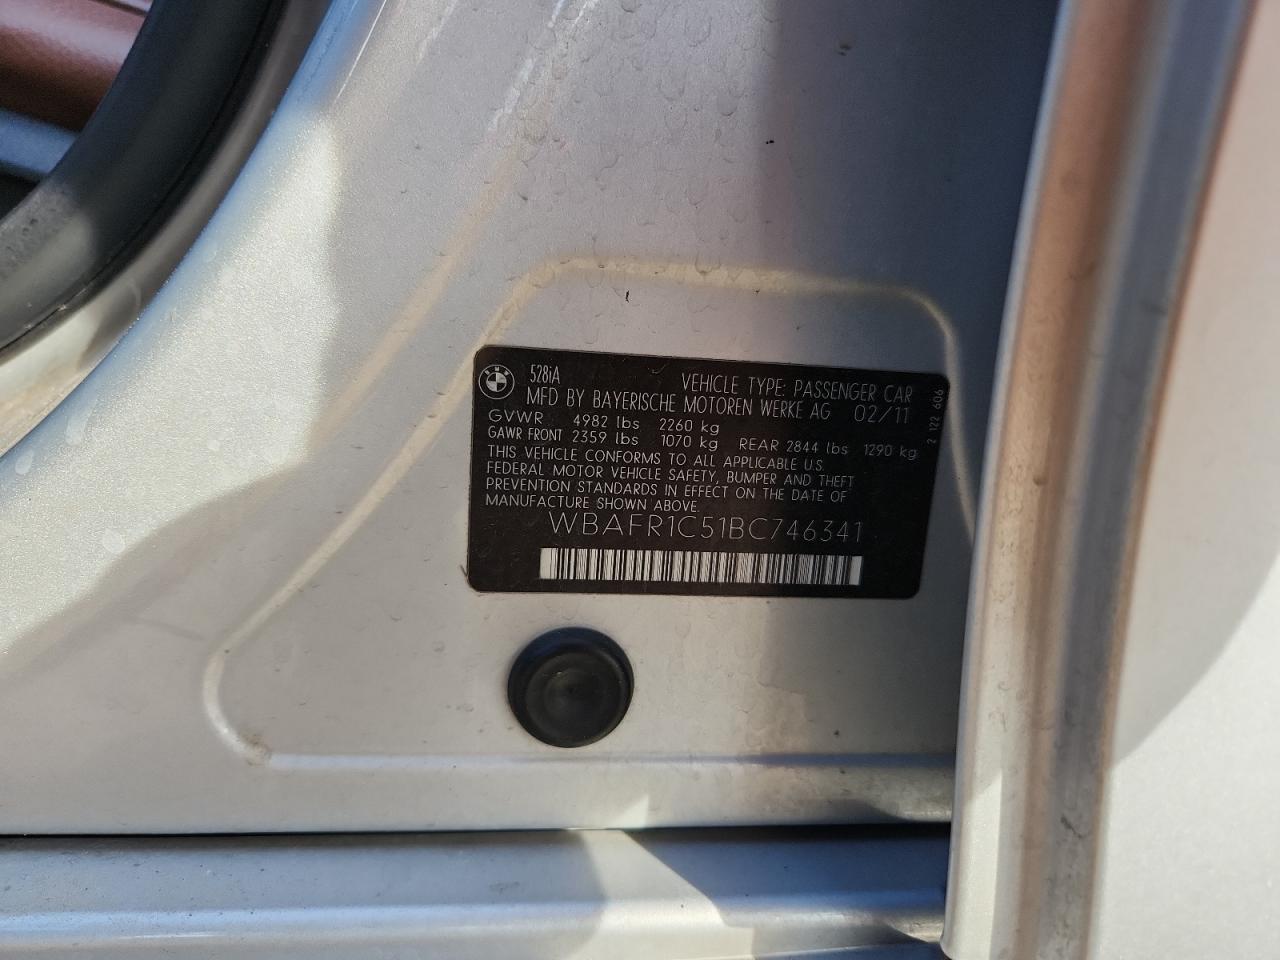 BMW
528iA VEHICLE TYPE: PASSENGER CAR
MFD BY BAYERISCHE MOTOREN WERKE AG 02/11
GVWR 4982 lbs 2260 kg
GAWR FRONT 2359 lbs 1070 kg REAR 2844 lbs 1290 kg
THIS VEHICLE CONFORMS TO ALL APPLICABLE U.S.
FEDERAL MOTOR VEHICLE SAFETY, BUMPER AND THEFT
PREVENTION STANDARDS IN EFFECT ON THE DATE OF
MANUFACTURE SHOWN ABOVE.
WBAFR1C51BC746341
2 122 606